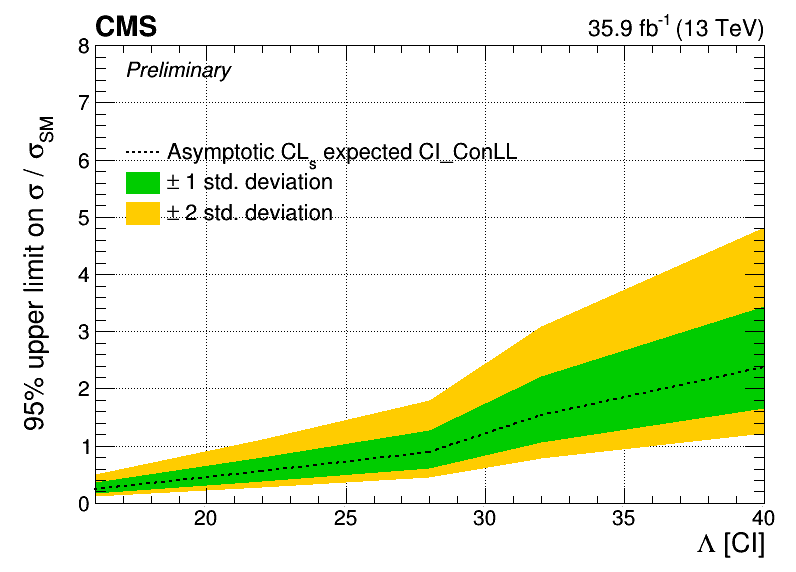 CMS
35.9 fb⁻¹ (13 TeV)
Preliminary
Asymptotic CLₛ expected CI_ConLL
± 1 std. deviation
± 2 std. deviation
95% upper limit on σ / σ_SM
8
7
6
5
4
3
2
1
0
20 25 30 35 40
Λ [CI]